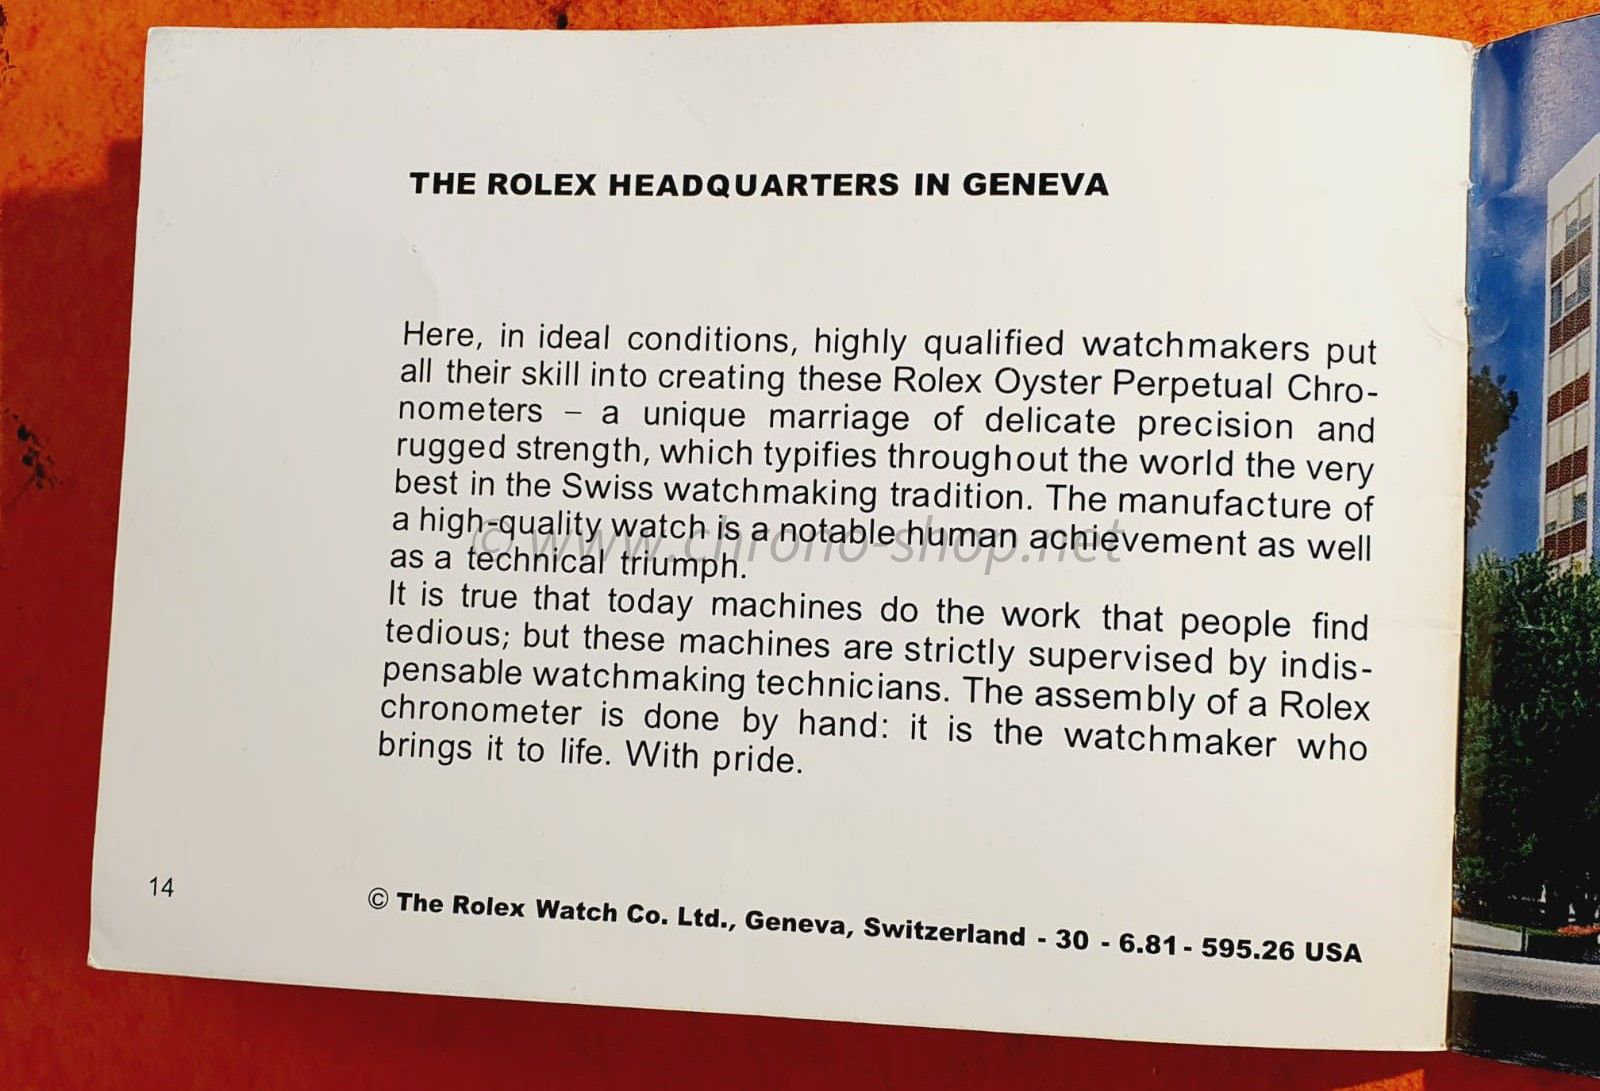 THE ROLEX HEADQUARTERS IN GENEVA
Here, in ideal conditions, highly qualified watchmakers put
all their skill into creating these Rolex Oyster Perpetual Chro-
nometers – a unique marriage of delicate precision and
rugged strength, which typifies throughout the world the very
best in the Swiss watchmaking tradition. The manufacture of
a high-quality watch is a notable human achievement as well
as a technical triumph.
It is true that today machines do the work that people find
tedious; but these machines are strictly supervised by indis-
pensable watchmaking technicians. The assembly of a Rolex
chronometer is done by hand: it is the watchmaker who
brings it to life. With pride.
14
© The Rolex Watch Co. Ltd., Geneva, Switzerland - 30 - 6.81 - 595.26 USA
© www.chrono-shop.net